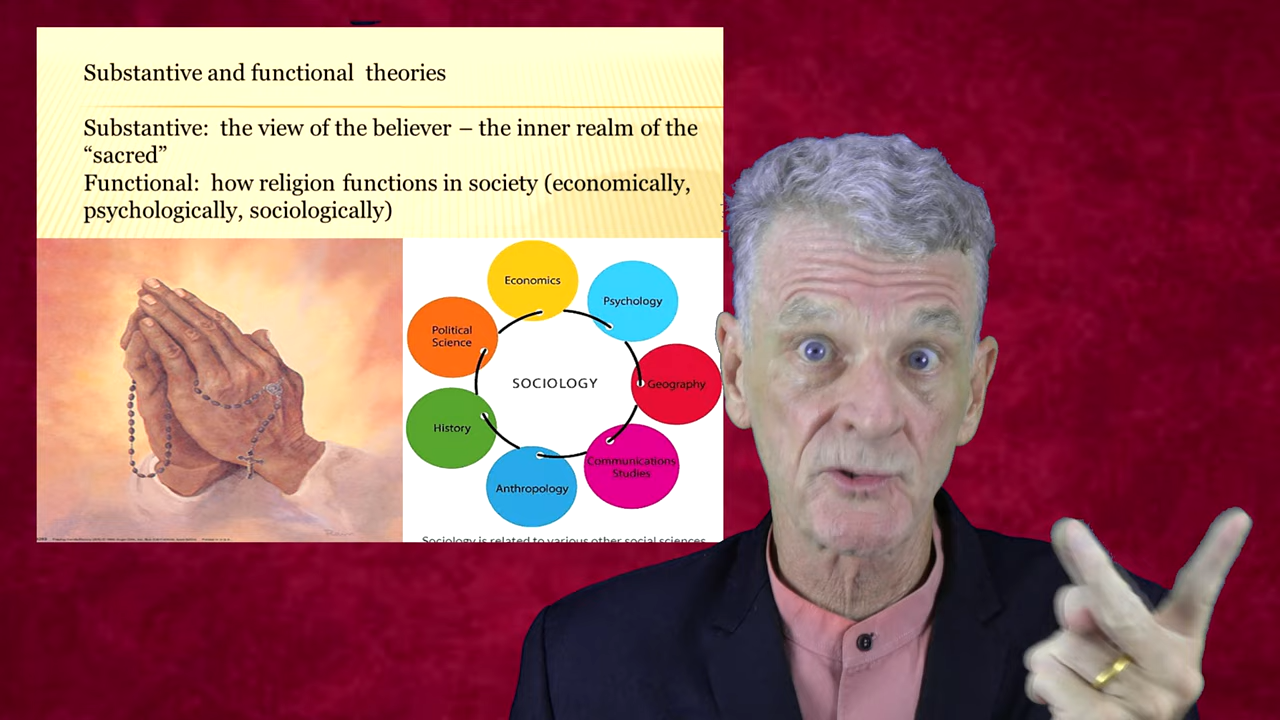 Substantive and functional theories
Substantive: the view of the believer – the inner realm of the
“sacred”
Functional: how religion functions in society (economically,
psychologically, sociologically)
Economics
Psychology
Political
Science
SOCIOLOGY
Geography
History
Communications
Studies
Anthropology
Sociology is related to various other social sciences